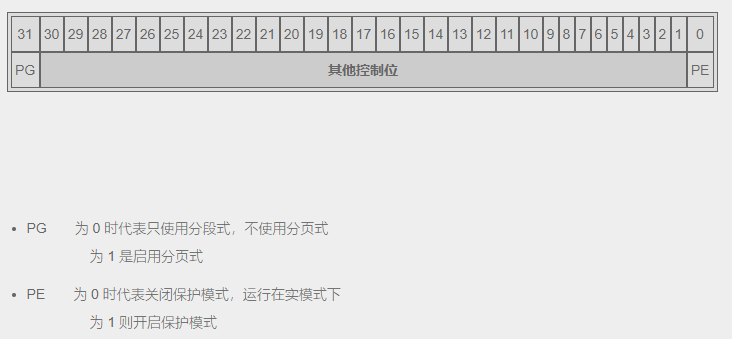 31 30 29 28 27 26 25 24 23 22 21 20 19 18 17 16 15 14 13 12 11 10 9 8 7 6 5 4 3 2 1 0
PG 其他控制位 PE
PG 为 0 时代表只使用分段式，不使用分页式
为 1 是启用分页式
PE 为 0 时代表关闭保护模式，运行在实模式下
为 1 则开启保护模式